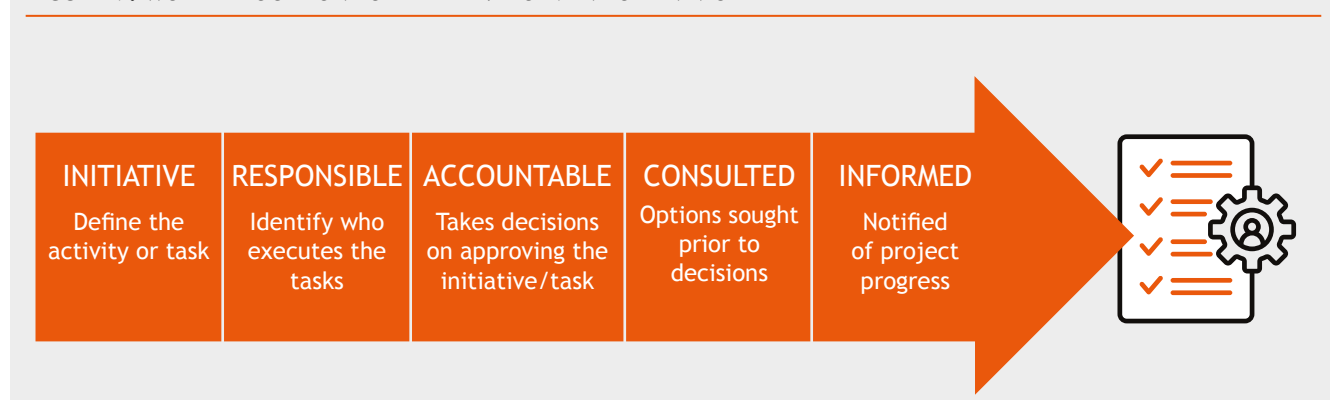 INITIATIVE
Define the
activity or task
RESPONSIBLE
Identify who
executes the
tasks
ACCOUNTABLE
Takes decisions
on approving the
initiative/task
CONSULTED
Options sought
prior to
decisions
INFORMED
Notified
of project
progress